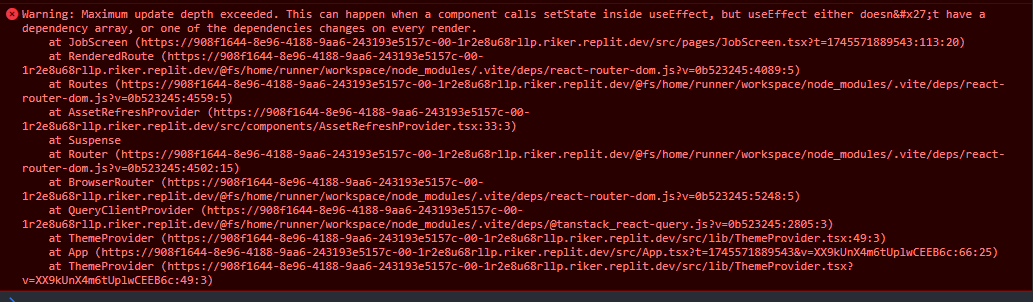 Warning: Maximum update depth exceeded. This can happen when a component calls setState inside useEffect, but useEffect either doesn&#x27;t have a
dependency array, or one of the dependencies changes on every render.
at JobScreen (https://908f1644-8e96-4188-9aa6-243193e5157c-00-1r2e8u68rllp.riker.replit.dev/src/pages/JobScreen.tsx?t=1745571889543:113:20)
at RenderedRoute (https://908f1644-8e96-4188-9aa6-243193e5157c-00-
1r2e8u68rllp.riker.replit.dev/@fs/home/runner/workspace/node_modules/.vite/deps/react-router-dom.js?v=0b523245:4089:5)
at Routes (https://908f1644-8e96-4188-9aa6-243193e5157c-00-1r2e8u68rllp.riker.replit.dev/@fs/home/runner/workspace/node_modules/.vite/deps/react-
router-dom.js?v=0b523245:4559:5)
at AssetRefreshProvider (https://908f1644-8e96-4188-9aa6-243193e5157c-00-
1r2e8u68rllp.riker.replit.dev/src/components/AssetRefreshProvider.tsx:33:3)
at Suspense
at Router (https://908f1644-8e96-4188-9aa6-243193e5157c-00-1r2e8u68rllp.riker.replit.dev/@fs/home/runner/workspace/node_modules/.vite/deps/react-
router-dom.js?v=0b523245:4502:15)
at BrowserRouter (https://908f1644-8e96-4188-9aa6-243193e5157c-00-
1r2e8u68rllp.riker.replit.dev/@fs/home/runner/workspace/node_modules/.vite/deps/react-router-dom.js?v=0b523245:5248:5)
at QueryClientProvider (https://908f1644-8e96-4188-9aa6-243193e5157c-00-
1r2e8u68rllp.riker.replit.dev/@fs/home/runner/workspace/node_modules/.vite/deps/@tanstack_react-query.js?v=0b523245:2805:3)
at ThemeProvider (https://908f1644-8e96-4188-9aa6-243193e5157c-00-1r2e8u68rllp.riker.replit.dev/src/lib/ThemeProvider.tsx:49:3)
at App (https://908f1644-8e96-4188-9aa6-243193e5157c-00-1r2e8u68rllp.riker.replit.dev/src/App.tsx?t=1745571889543&v=XX9kUnX4m6tUplwCEEB6c:66:25)
at ThemeProvider (https://908f1644-8e96-4188-9aa6-243193e5157c-00-1r2e8u68rllp.riker.replit.dev/src/lib/ThemeProvider.tsx?
v=XX9kUnX4m6tUplwCEEB6c:49:3)